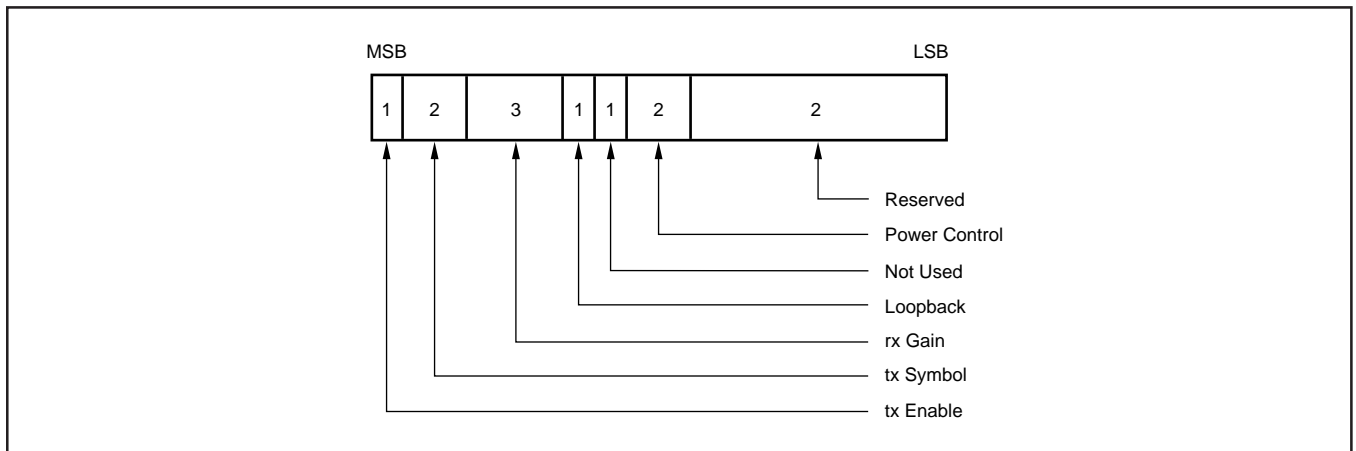 MSB LSB
1 2 3 1 1 2 2
Reserved
Power Control
Not Used
Loopback
rx Gain
tx Symbol
tx Enable